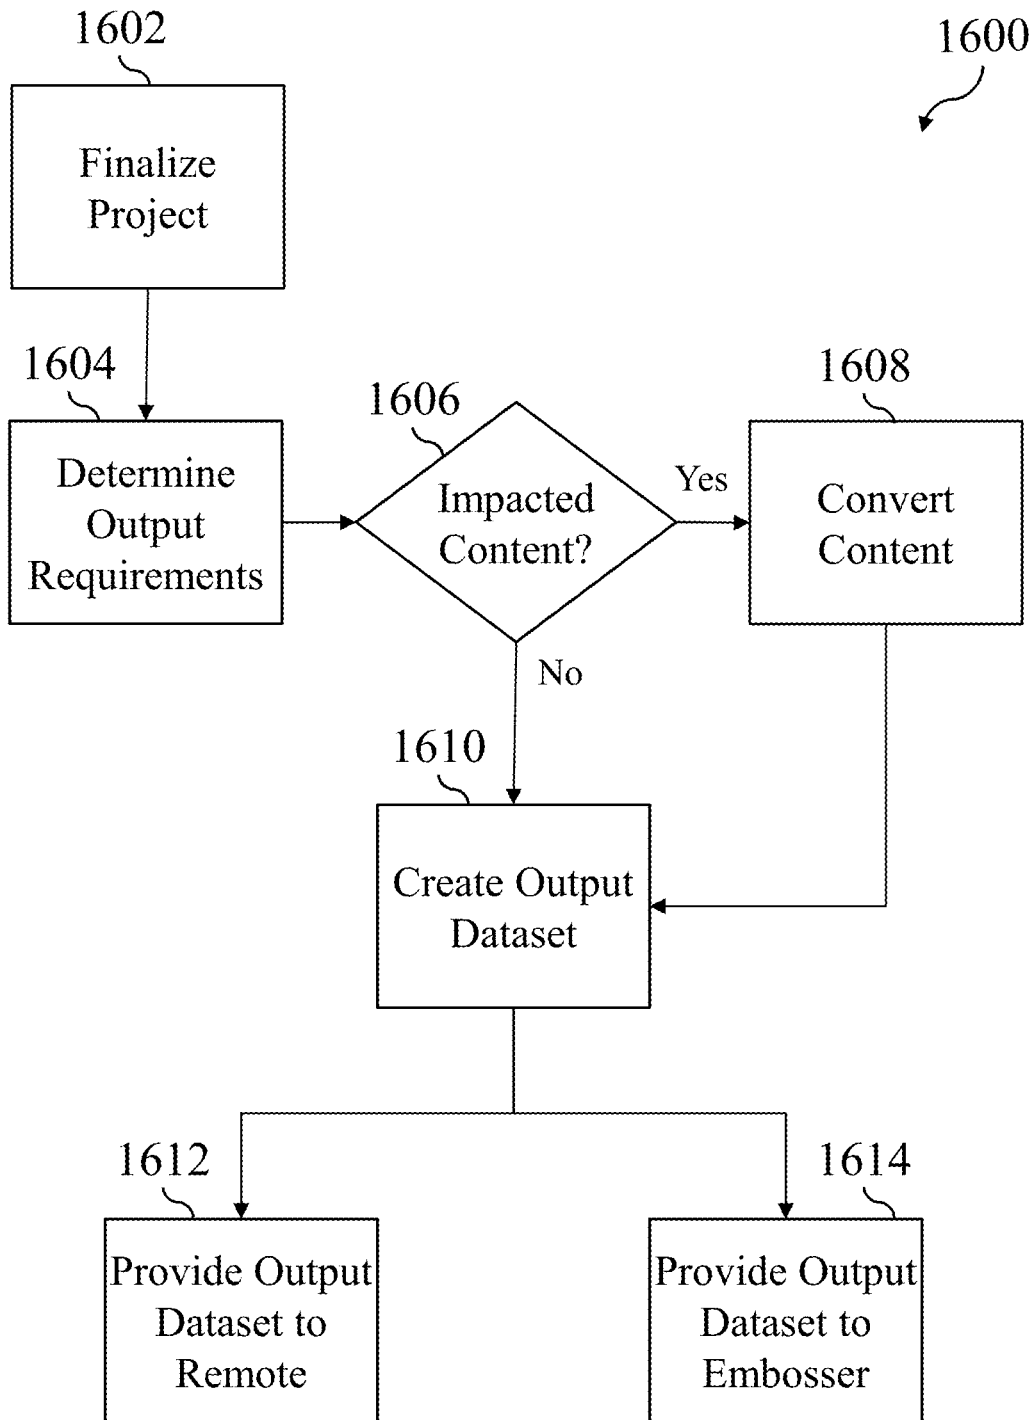 1602
1600
Finalize
Project
1604
Determine
Output
Requirements
1606
Impacted
Content?
Yes
No
1608
Convert
Content
1610
Create Output
Dataset
1612
Provide Output
Dataset to
Remote
1614
Provide Output
Dataset to
Embosser